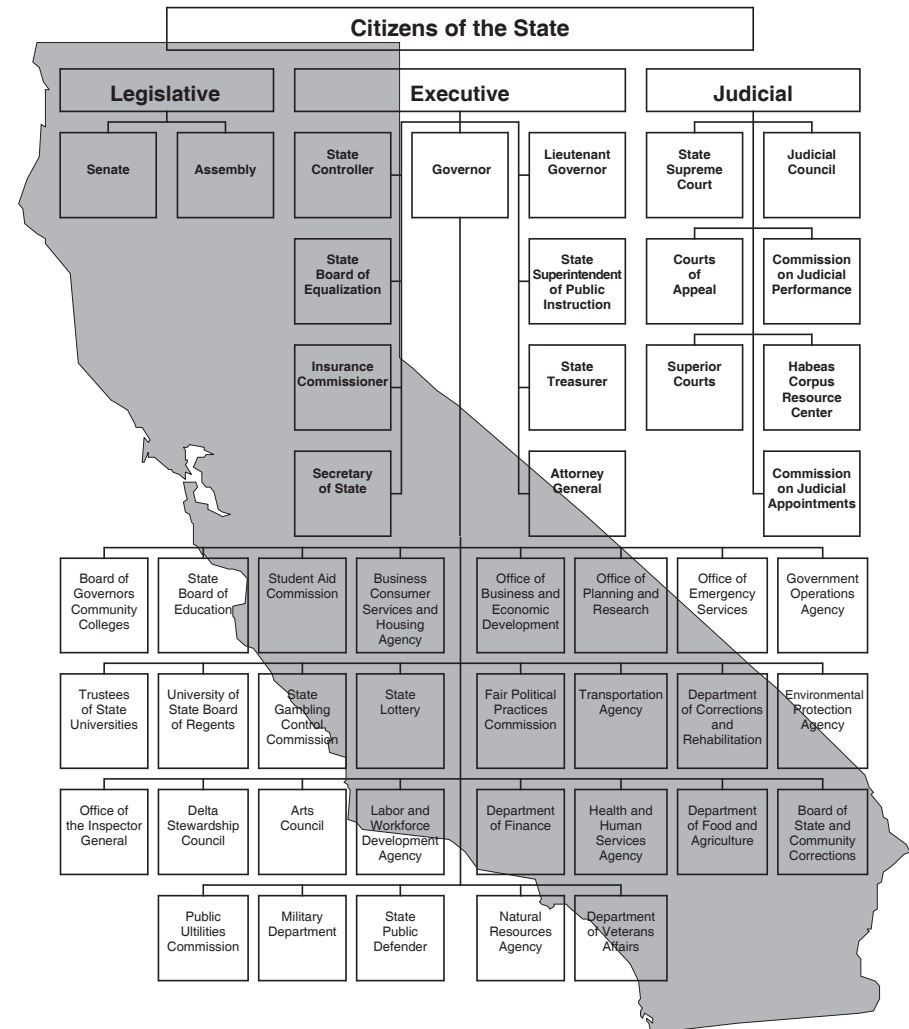 Citizens of the State
Legislative
Executive
Judicial
Senate
Assembly
State
Controller
Governor
Lieutenant
Governor
State
Supreme
Court
Judicial
Council
State
Board of
Equalization
State
Superintendent
of Public
Instruction
Courts
of
Appeal
Commission
on Judicial
Performance
Insurance
Commissioner
State
Treasurer
Superior
Courts
Habeas
Corpus
Resource
Center
Secretary
of State
Attorney
General
Commission
on Judicial
Appointments
Board of
Governors
Community
Colleges
State
Board of
Education
Student Aid
Commission
Business
Consumer
Services and
Housing
Agency
Office of
Business and
Economic
Development
Office of
Planning and
Research
Office of
Emergency
Services
Government
Operations
Agency
Trustees
of State
Universities
University of
State Board
of Regents
State
Gambling
Control
Commission
State
Lottery
Fair Political
Practices
Commission
Transportation
Agency
Department
of Corrections
and
Rehabilitation
Environmental
Protection
Agency
Office of
the Inspector
General
Delta
Stewardship
Council
Arts
Council
Labor and
Workforce
Development
Agency
Department
of Finance
Health and
Human
Services
Agency
Department
of Food and
Agriculture
Board of
State and
Community
Corrections
Public
Ultilities
Commission
Military
Department
State
Public
Defender
Natural
Resources
Agency
Department
of Veterans
Affairs